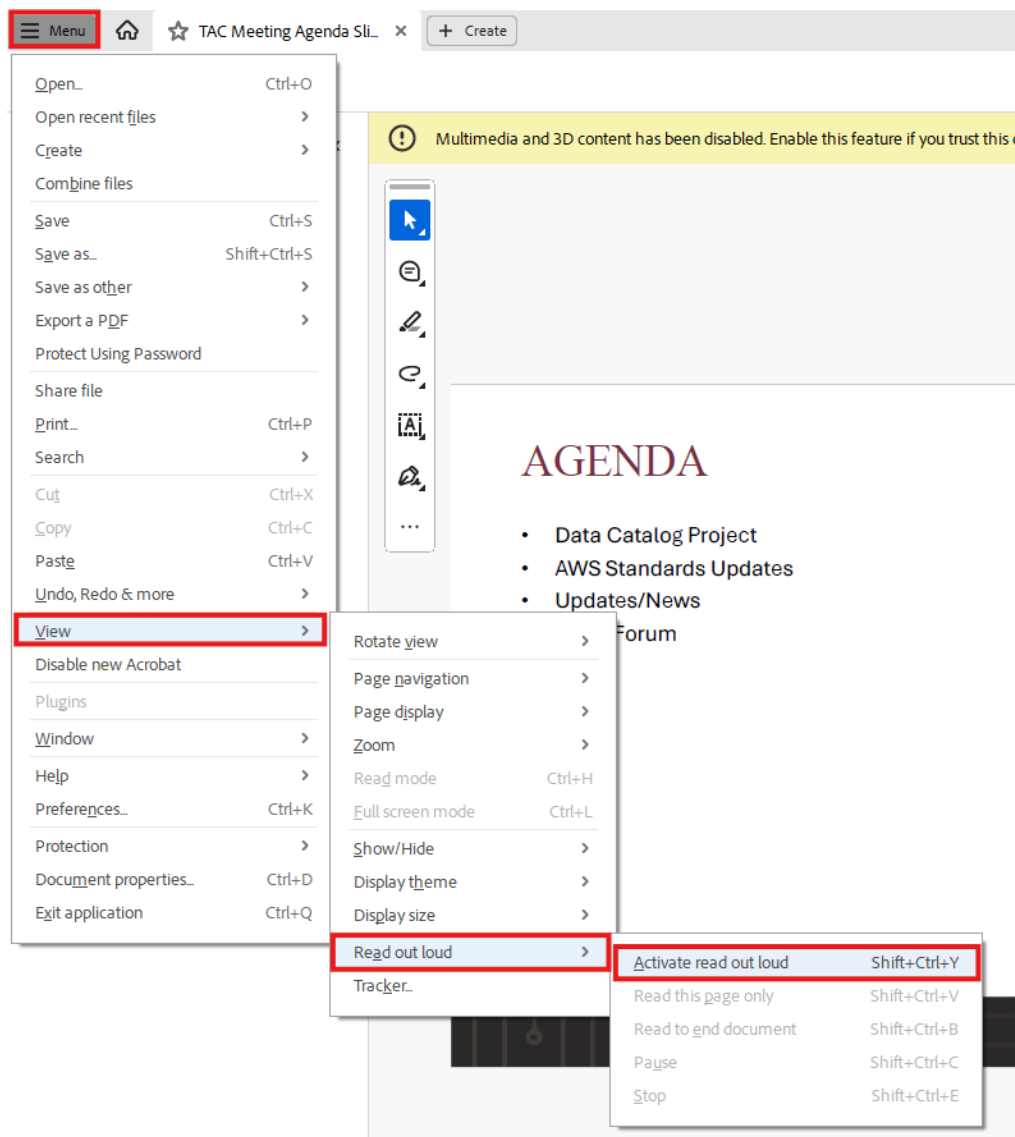 Menu
TAC Meeting Agenda Sli...
Create
Open... Ctrl+O
Open recent files
Create
Combine files
Save Ctrl+S
Save as... Shift+Ctrl+S
Save as other
Export a PDF
Protect Using Password
Share file
Print... Ctrl+P
Search
Cut Ctrl+X
Copy Ctrl+C
Paste Ctrl+V
Undo, Redo & more
View
Disable new Acrobat
Plugins
Window
Help
Preferences... Ctrl+K
Protection
Document properties... Ctrl+D
Exit application Ctrl+Q
Multimedia and 3D content has been disabled. Enable this feature if you trust this
AGENDA
• Data Catalog Project
• AWS Standards Updates
• Updates/News
Forum
Rotate view
Page navigation
Page display
Zoom
Read mode Ctrl+H
Full screen mode Ctrl+L
Show/Hide
Display theme
Display size
Read out loud
Tracker...
Activate read out loud Shift+Ctrl+Y
Read this page only Shift+Ctrl+V
Read to end document Shift+Ctrl+B
Pause Shift+Ctrl+C
Stop Shift+Ctrl+E